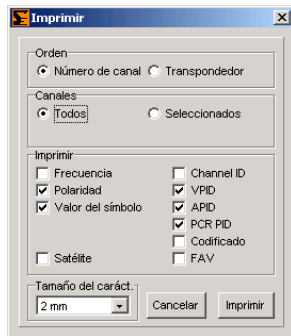 Imprimir
Orden
Número de canal Transpondedor
Canales
Todos Seleccionados
Imprimir
Frecuencia Channel ID
Polaridad VPID
Valor del símbolo APID
PCR PID
Codificado
Satélite FAV
Tamaño del caráct.
2 mm Cancelar Imprimir